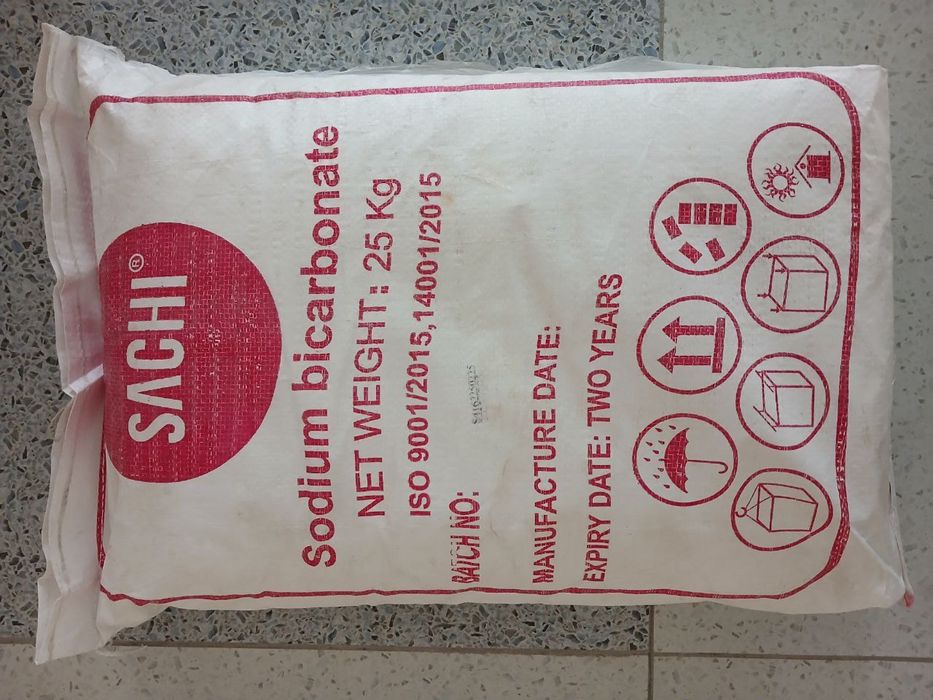 SACHI®
Sodium bicarbonate
NET WEIGHT: 25 Kg
ISO 9001/2015,14001/2015
BATCH NO:
MANUFACTURE DATE:
EXPIRY DATE: TWO YEARS